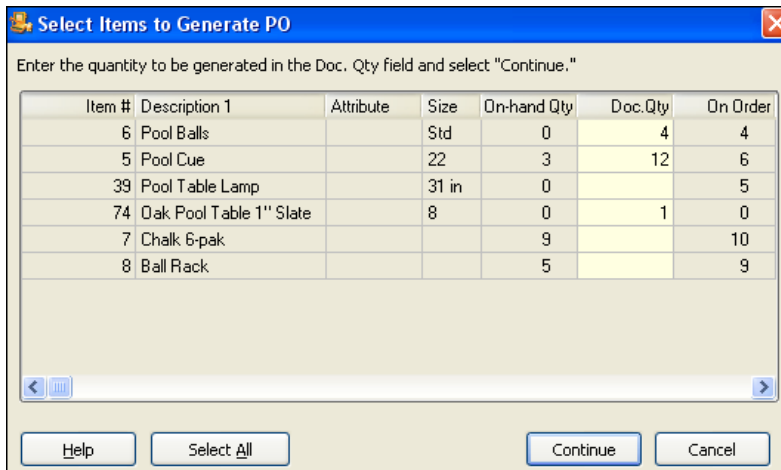 Select Items to Generate PO
Enter the quantity to be generated in the Doc. Qty field and select "Continue."
Item # Description 1 Attribute Size On-hand Qty Doc.Qty On Order
6 Pool Balls Std 0 4 4
5 Pool Cue 22 3 12 6
39 Pool Table Lamp 31 in 0 5
74 Oak Pool Table 1" Slate 8 0 1 0
7 Chalk 6-pak 9 10
8 Ball Rack 5 9
Help Select All Continue Cancel